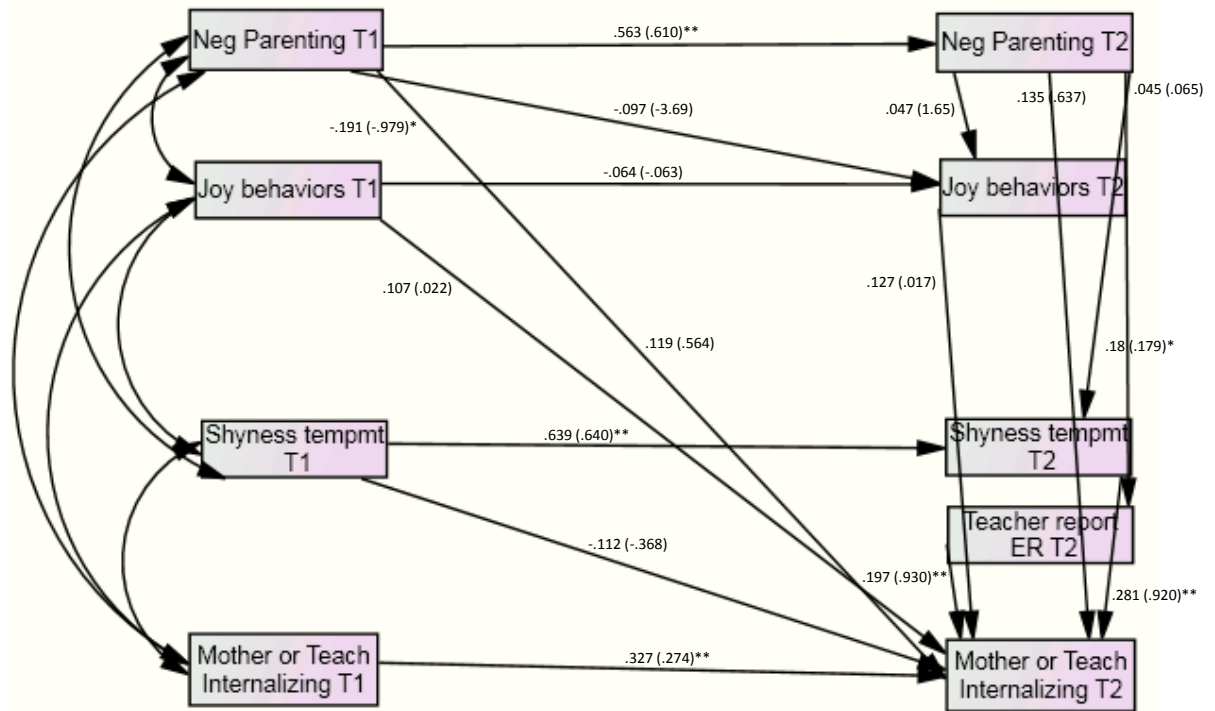 Neg Parenting T1
.563 (.610)**
Neg Parenting T2
-.191 (-.979)*
-.097 (-3.69)
.047 (1.65)
.135 (.637)
.045 (.065)
Joy behaviors T1
-.064 (-.063)
Joy behaviors T2
.107 (.022)
.127 (.017)
.119 (.564)
.18 (.179)*
Shyness tempmt
T1
.639 (.640)**
Shyness tempmt
T2
Teacher report
ER T2
-.112 (-.368)
.197 (.930)**
.281 (.920)**
Mother or Teach
Internalizing T1
.327 (.274)**
Mother or Teach
Internalizing T2